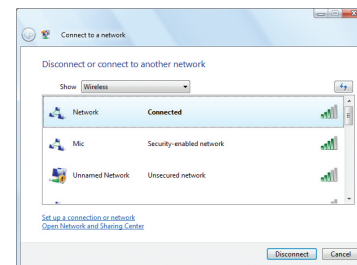 Connect to a network
Disconnect or connect to another network
Show Wireless
Network Connected
Mic Security-enabled network
Unnamed Network Unsecured network
Set up a connection or network
Open Network and Sharing Center
Disconnect Cancel